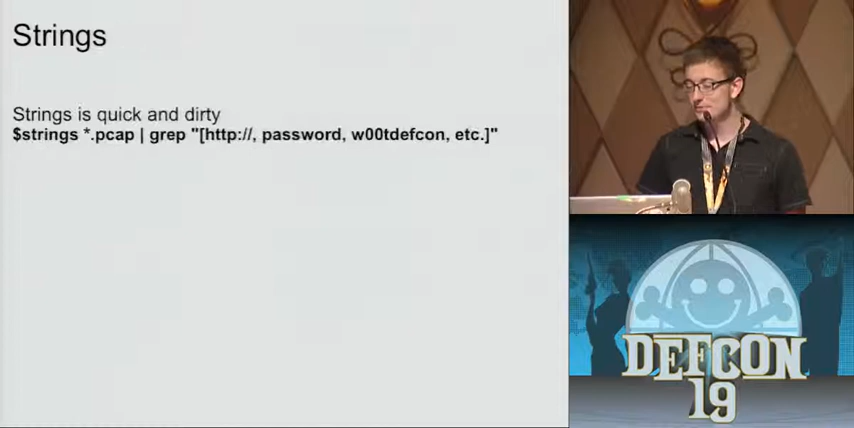 Strings
Strings is quick and dirty
$strings *.pcap | grep "[http://, password, w00tdefcon, etc.]"
DEFCON
19